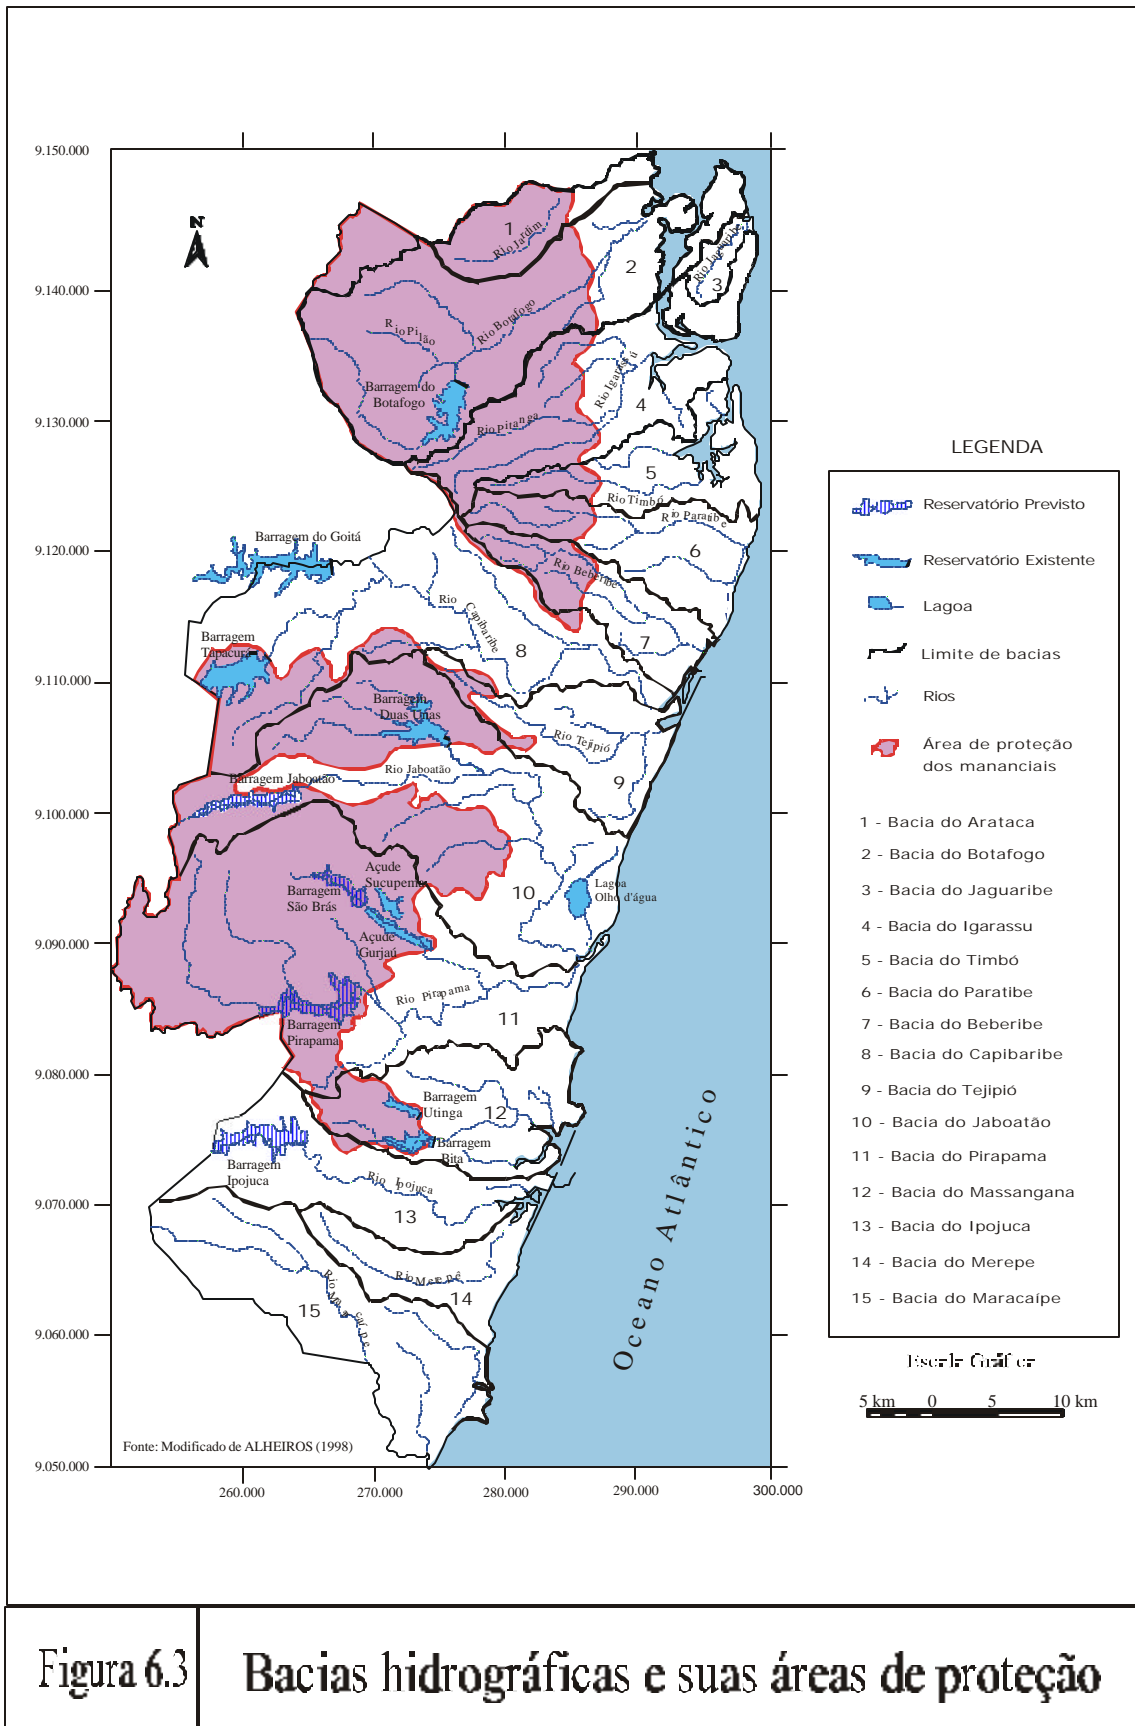 9.150.000
9.140.000
9.130.000
9.120.000
9.110.000
9.100.000
9.090.000
9.080.000
9.070.000
9.060.000
9.050.000
260.000
270.000
280.000
290.000
300.000
N
1
Rio Jardim
2
Rio Jaguaribe
3
Rio Pilão
Rio Botafogo
Barragem do
Botafogo
Rio Igarassú
4
Rio Pitanga
5
Rio Timbó
Rio Paratibe
6
Barragem do Goitá
Rio Beberibe
7
Rio Capibaribe
8
Barragem
Tapacurá
Barragem
Duas Unas
Rio Tejipió
9
Rio Jaboatão
Barragem Jaboatão
Açude
Sucupema
Barragem
São Brás
10
Lagoa
Olho d'água
Açude
Gurjaú
Rio Pirapama
11
Barragem
Pirapama
Barragem
Utinga
12
Barragem
Bita
Barragem
Ipojuca
Rio Ipojuca
13
Rio Merepê
14
15
Rio Maracaípe
Oceano Atlântico
Fonte: Modificado de ALHEIROS (1998)
LEGENDA
Reservatório Previsto
Reservatório Existente
Lagoa
Limite de bacias
Rios
Área de proteção
dos mananciais
1 - Bacia do Arataca
2 - Bacia do Botafogo
3 - Bacia do Jaguaribe
4 - Bacia do Igarassu
5 - Bacia do Timbó
6 - Bacia do Paratibe
7 - Bacia do Beberibe
8 - Bacia do Capibaribe
9 - Bacia do Tejipió
10 - Bacia do Jaboatão
11 - Bacia do Pirapama
12 - Bacia do Massangana
13 - Bacia do Ipojuca
14 - Bacia do Merepe
15 - Bacia do Maracaípe
Escala Gráfica
5 km 0 5 10 km
Figura 6.3
Bacias hidrográficas e suas áreas de proteção